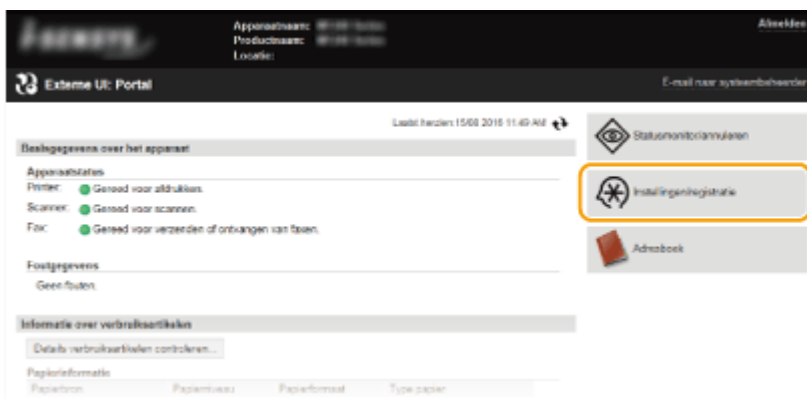 Apparaatnaam:
Productnaam:
Locatie:
Afmelden
Externe UI: Portal
E-mail naar systeembeheerder
Laatst herzien:15/08 2016 11:49 AM
Basisgegevens over het apparaat
Apparaatstatus
Printer: Gereed voor afdrukken.
Scanner: Gereed voor scannen.
Fax: Gereed voor verzenden of ontvangen van faxen.
Foutgegevens
Geen fouten.
Informatie over verbruiksartikelen
Details verbruiksartikelen controleren...
Papierinformatie
Papierbron Papierniveau Papierformaat Type papier
Statusmonitor/annuleren
Instellingen/registratie
Adresboek